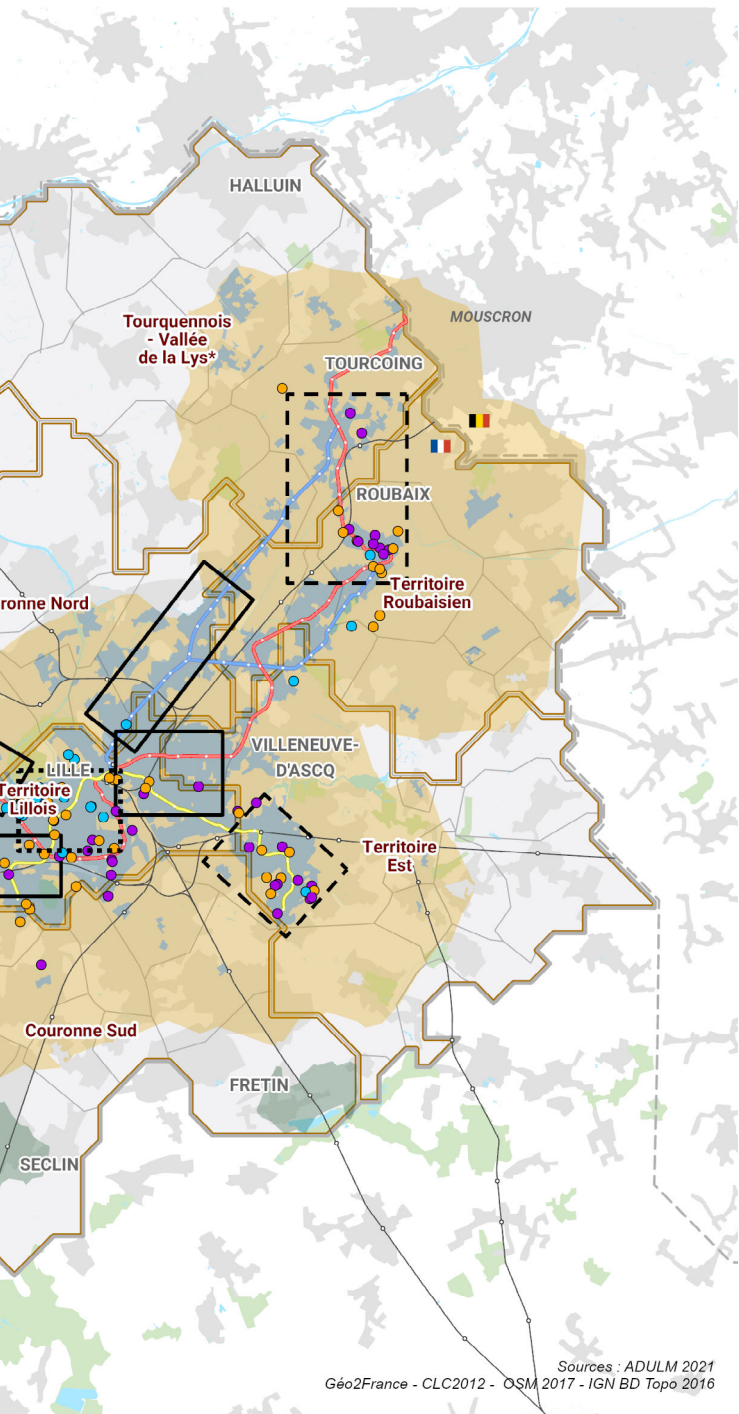 HALLUIN
MOUSCRON
Tourquennois
- Vallée
de la Lys*
TOURCOING
ROUBAIX
Territoire
Roubaisien
ronne Nord
VILLENEUVE-
D'ASCQ
LILLE
Territoire
Lillois
Territoire
Est
Couronne Sud
FRETIN
SECLIN
Sources : ADULM 2021
Géo2France - CLC2012 - OSM 2017 - IGN BD Topo 2016